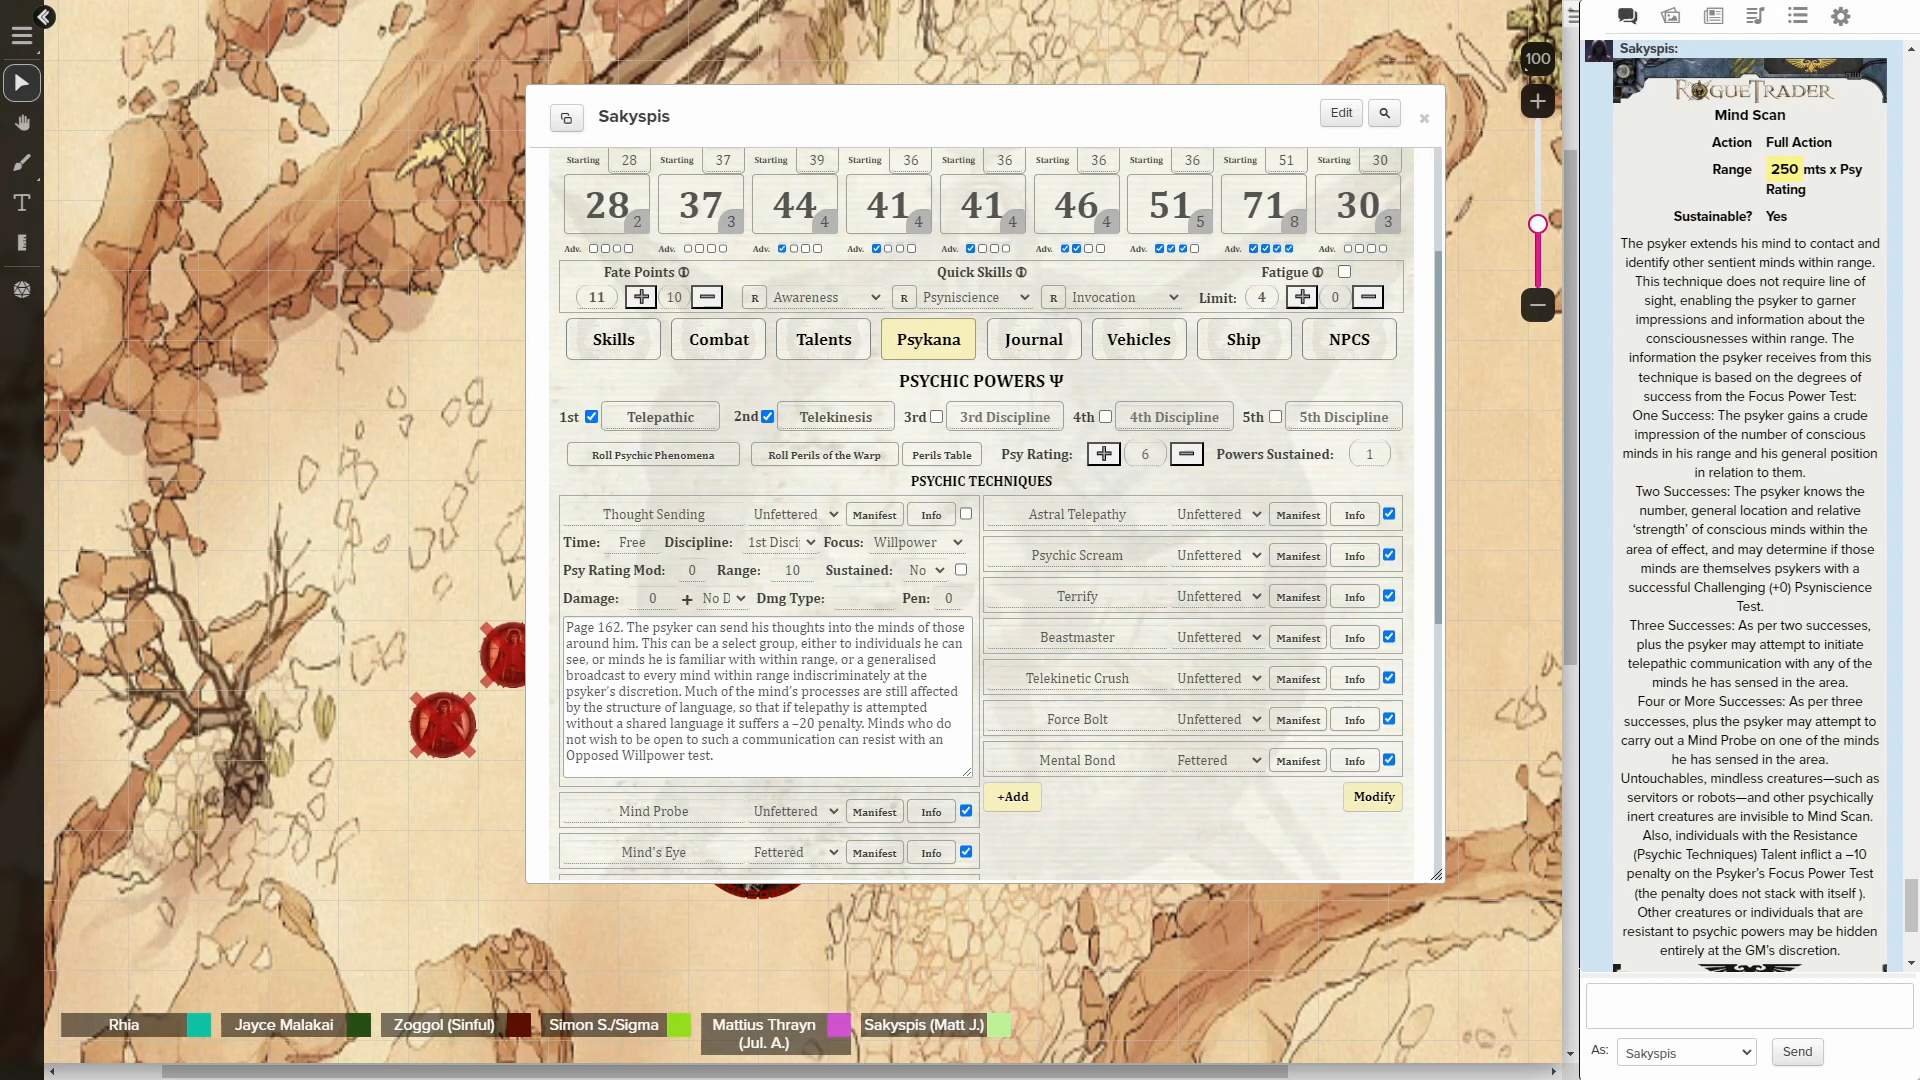 100
Sakyspis
Edit
Starting 28 Starting 37 Starting 39 Starting 36 Starting 36 Starting 36 Starting 36 Starting 51 Starting 30
28 2 37 3 44 4 41 4 41 4 46 4 51 5 71 8 30 3
Adv. Adv. Adv. Adv. Adv. Adv. Adv. Adv. Adv.
Fate Points Quick Skills Fatigue
11 10 R Awareness R Psyniscience R Invocation Limit: 4 0
Skills Combat Talents Psykana Journal Vehicles Ship NPCS
PSYCHIC POWERS Ψ
1st Telepathic 2nd Telekinesis 3rd 3rd Discipline 4th 4th Discipline 5th 5th Discipline
Roll Psychic Phenomena Roll Perils of the Warp Perils Table Psy Rating: 6 Powers Sustained: 1
PSYCHIC TECHNIQUES
Thought Sending Unfettered Manifest Info
Time: Free Discipline: 1st Disci Focus: Willpower
Psy Rating Mod: 0 Range: 10 Sustained: No
Damage: 0 + No D Dmg Type: Pen: 0
Page 162. The psyker can send his thoughts into the minds of those
around him. This can be a select group, either to individuals he can
see, or minds he is familiar with within range, or a generalised
broadcast to every mind within range indiscriminately at the
psyker's discretion. Much of the mind's processes are still affected
by the structure of language, so that if telepathy is attempted
without a shared language it suffers a –20 penalty. Minds who do
not wish to be open to such a communication can resist with an
Opposed Willpower test.
Mind Probe Unfettered Manifest Info
Mind's Eye Fettered Manifest Info
Astral Telepathy Unfettered Manifest Info
Psychic Scream Unfettered Manifest Info
Terrify Unfettered Manifest Info
Beastmaster Unfettered Manifest Info
Telekinetic Crush Unfettered Manifest Info
Force Bolt Unfettered Manifest Info
Mental Bond Fettered Manifest Info
+Add Modify
Rhia
Jayce Malakai
Zoggol (Sinful)
Simon S./Sigma
Mattius Thrayn
(Jul. A.)
Sakyspis (Matt J.)
Sakyspis:
ROGUE TRADER
Mind Scan
Action Full Action
Range 250 mts x Psy
Rating
Sustainable? Yes
The psyker extends his mind to contact and
identify other sentient minds within range.
This technique does not require line of
sight, enabling the psyker to garner
impressions and information about the
consciousnesses within range. The
information the psyker receives from this
technique is based on the degrees of
success from the Focus Power Test:
One Success: The psyker gains a crude
impression of the number of conscious
minds in his range and his general position
in relation to them.
Two Successes: The psyker knows the
number, general location and relative
‘strength’ of conscious minds within the
area of effect, and may determine if those
minds are themselves psykers with a
successful Challenging (+0) Psyniscience
Test.
Three Successes: As per two successes,
plus the psyker may attempt to initiate
telepathic communication with any of the
minds he has sensed in the area.
Four or More Successes: As per three
successes, plus the psyker may attempt to
carry out a Mind Probe on one of the minds
he has sensed in the area.
Untouchables, mindless creatures—such as
servitors or robots—and other psychically
inert creatures are invisible to Mind Scan.
Also, individuals with the Resistance
(Psychic Techniques) Talent inflict a –10
penalty on the Psyker’s Focus Power Test
(the penalty does not stack with itself ).
Other creatures or individuals that are
resistant to psychic powers may be hidden
entirely at the GM’s discretion.
As: Sakyspis Send